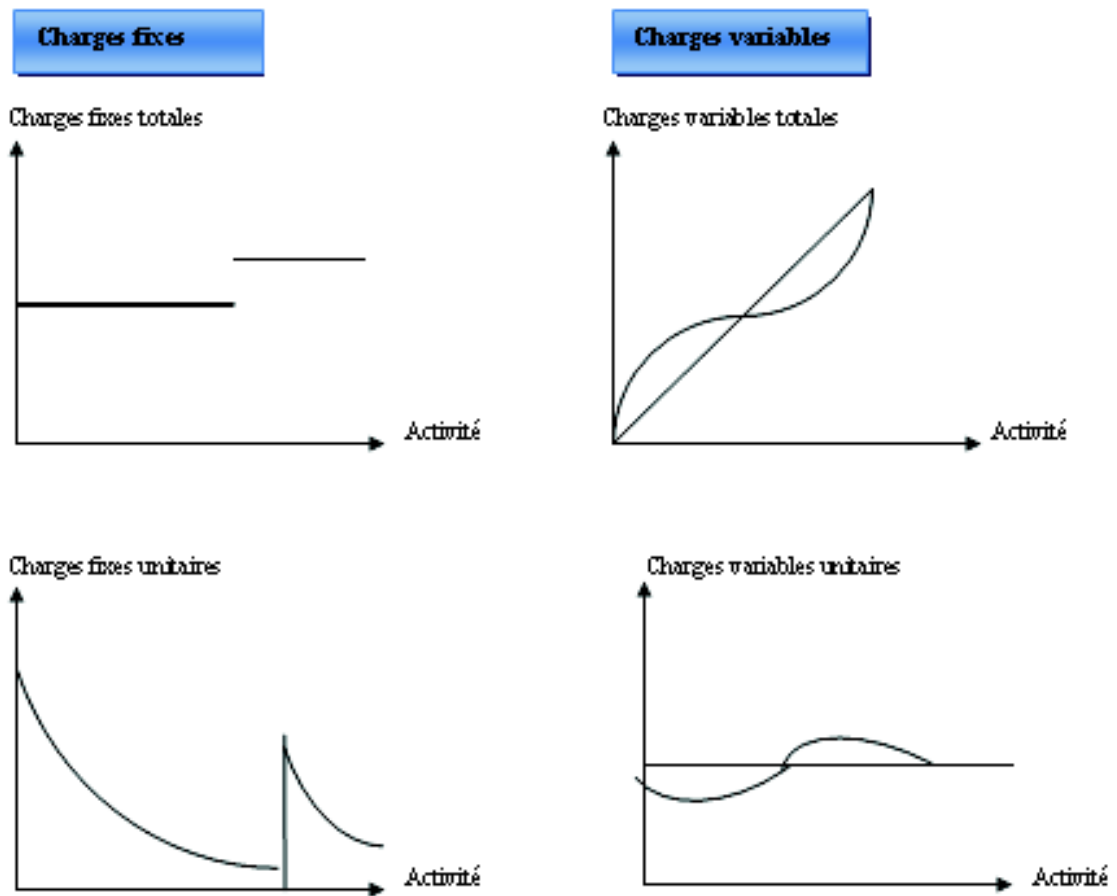 Charges fixes
Charges variables
Charges fixes totales
Charges variables totales
Activité
Activité
Charges fixes unitaires
Charges variables unitaires
Activité
Activité